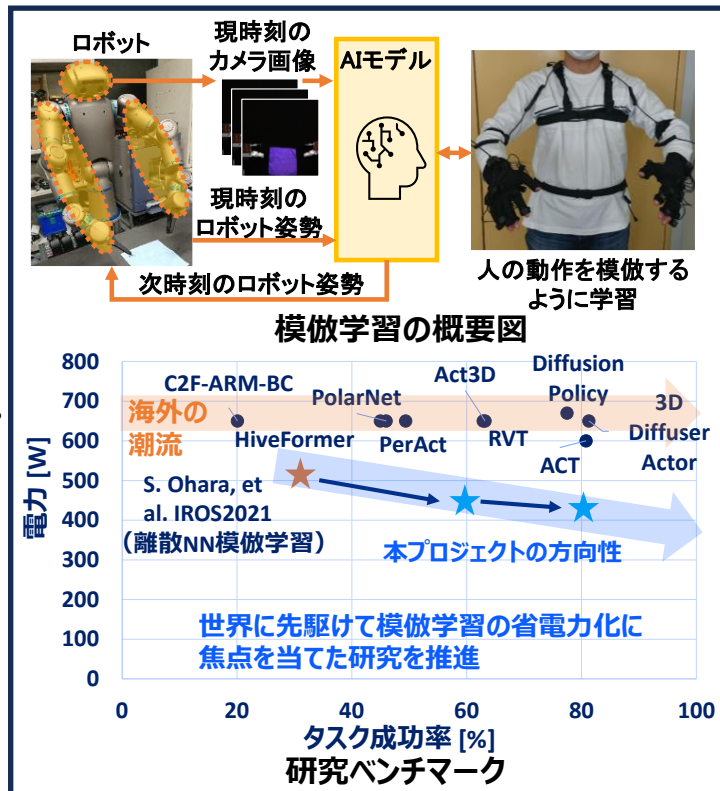 ロボット
現時刻の
カメラ画像
AIモデル
現時刻の
ロボット姿勢
次時刻のロボット姿勢
人の動作を模倣する
ように学習
模倣学習の概要図
800
700
600
500
400
300
200
100
0
電力 [W]
海外の
潮流
C2F-ARM-BC
HiveFormer
PolarNet
PerAct
Act3D
RVT
Diffusion
Policy
ACT
3D
Diffuser
Actor
S. Ohara, et
al. IROS2021
（離散NN模倣学習）
本プロジェクトの方向性
世界に先駆けて模倣学習の省電力化に
焦点を当てた研究を推進
0 20 40 60 80 100
タスク成功率 [%]
研究ベンチマーク